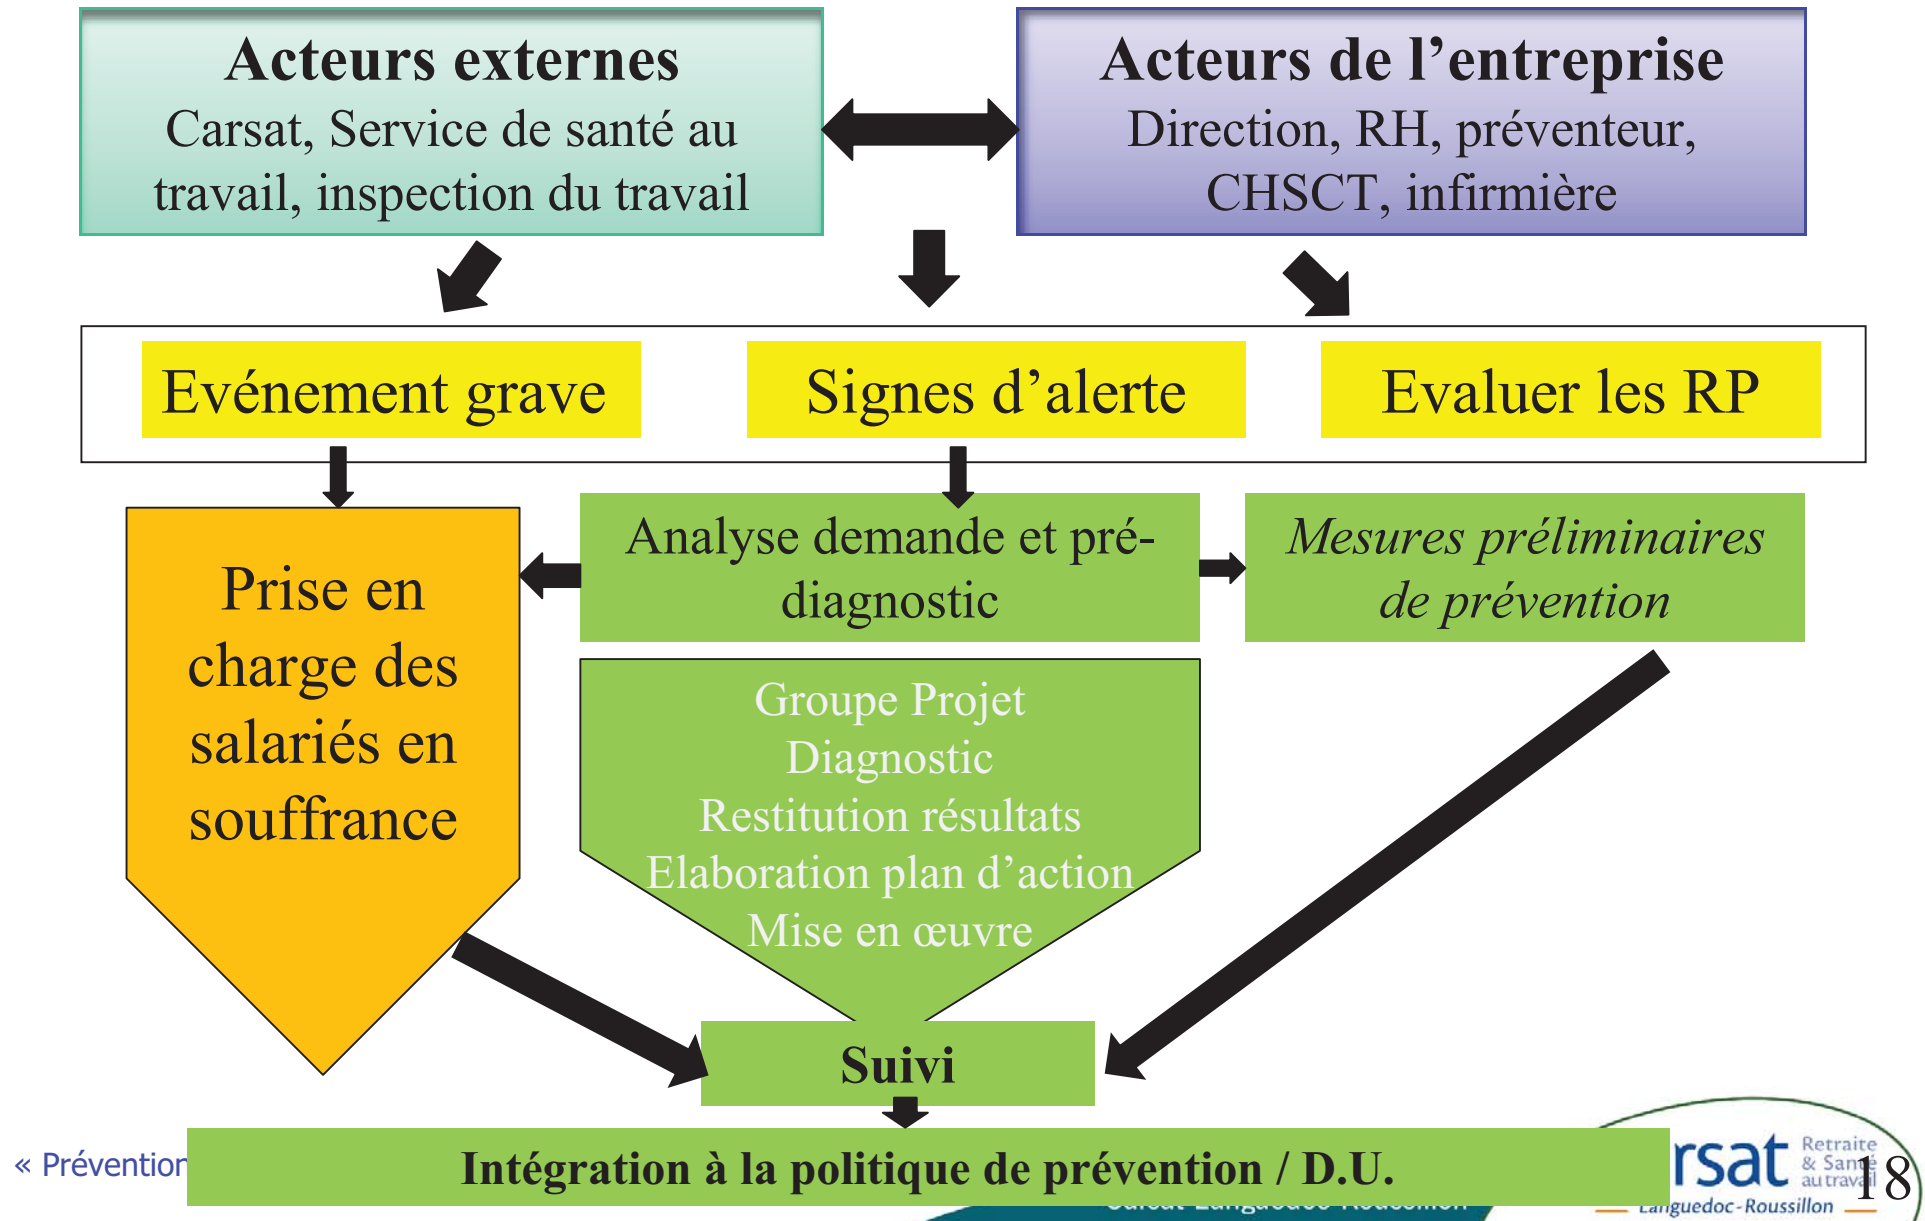 Acteurs externes
Carsat, Service de santé au
travail, inspection du travail
Acteurs de l’entreprise
Direction, RH, préventeur,
CHSCT, infirmière
Evénement grave
Signes d’alerte
Evaluer les RP
Prise en
charge des
salariés en
souffrance
Analyse demande et pré-
diagnostic
Mesures préliminaires
de prévention
Groupe Projet
Diagnostic
Restitution résultats
Elaboration plan d’action
Mise en œuvre
Suivi
« Prévention
Intégration à la politique de prévention / D.U.
rsat
Retraite
& Santé
au travail
Languedoc-Roussillon
18